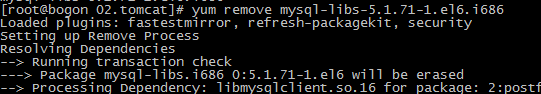 [root@bogon 02.tomcat]# yum remove mysql-libs-5.1.71-1.el6.i686
Loaded plugins: fastestmirror, refresh-packagekit, security
Setting up Remove Process
Resolving Dependencies
--> Running transaction check
---> Package mysql-libs.i686 0:5.1.71-1.el6 will be erased
--> Processing Dependency: libmysqlclient.so.16 for package: 2:postf